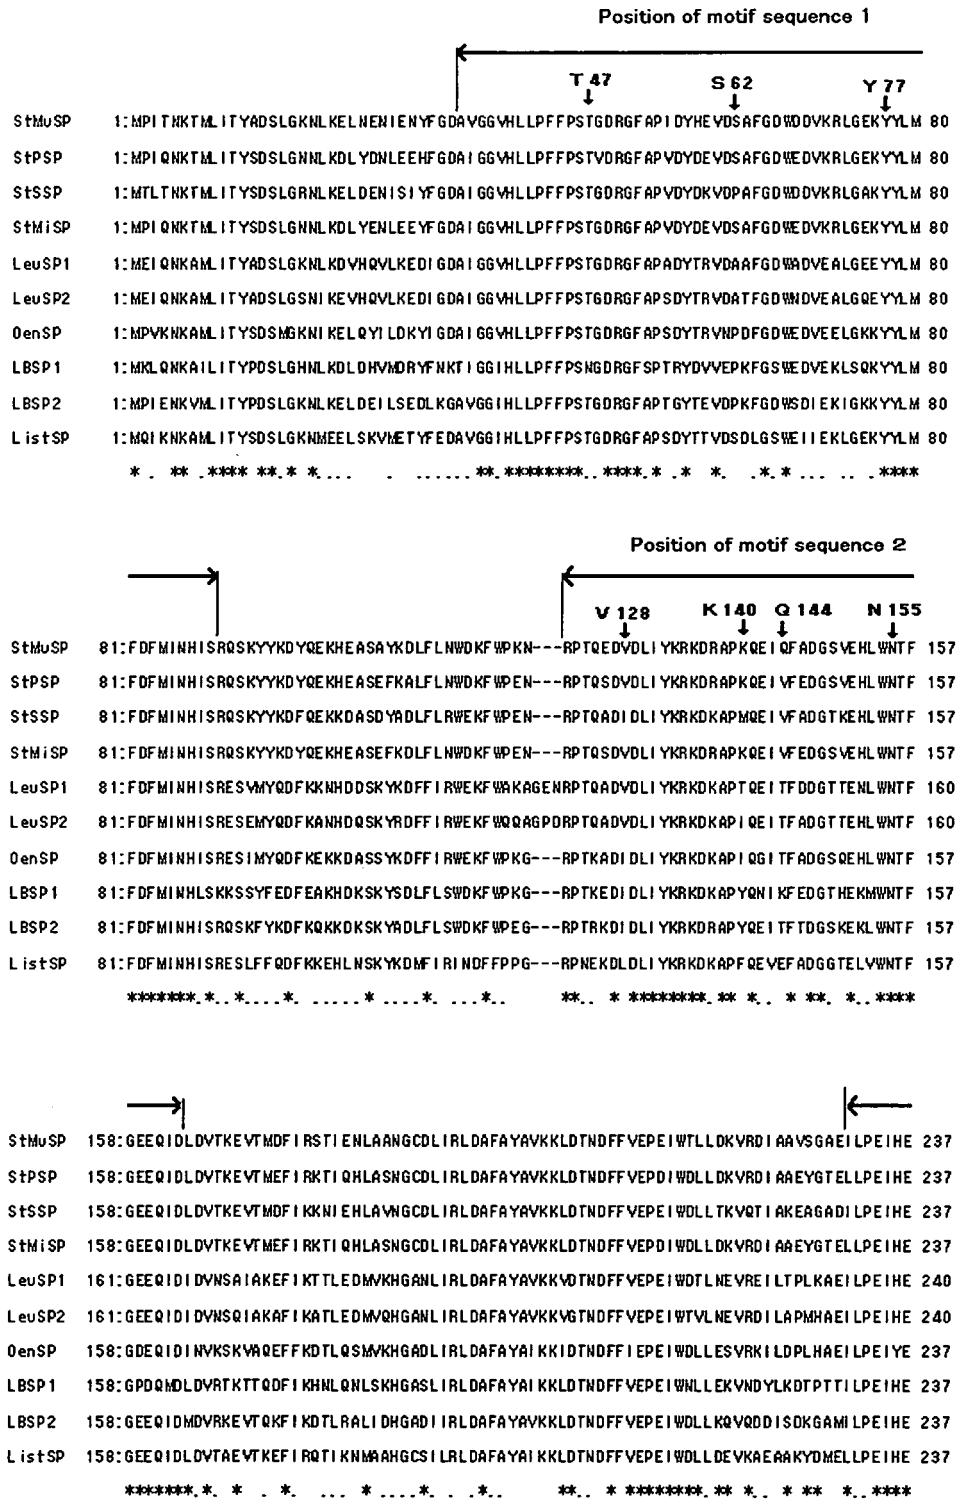 Position of motif sequence 1
T 47 S 62 Y 77
StMuSP 1:MPITNKTMLITYADSLGKNLKELNENIENYFGDAVGGVHLLPFFPSTGDRGFAPIDYHEVDSAFGDWDDVKRLGEKYYLM 80
StPSP 1:MPIQNKTMLITYSDSLGNNLKDLYDNLEEHFGDAIGGVHLLPFFPSTVDRGFAPVDYDEVDSAFGDWEDVKRLGEKYYLM 80
StSSP 1:MTLTNKTMLITYSDSLGRNLKELDENISIYFGDAIGGVHLLPFFPSTGDRGFAPVDYDKVDPAFGDWDDVKRLGAKYYLM 80
StMiSP 1:MPIQNKTMLITYSDSLGNNLKDLYENLEEYFGDAIGGVHLLPFFPSTGDRGFAPVDYDEVDSAFGDWEDVKRLGEKYYLM 80
LeuSP1 1:MEIQNKAMLITYADSLGKNLKDVHQVLKEDIGDAIGGVHLLPFFPSTGDRGFAPADYTRVDAAFGDWADVEALGEEYYLM 80
LeuSP2 1:MEIQNKAMLITYADSLGSNIKEVHQVLKEDIGDAIGGVHLLPFFPSTGDRGFAPSDYTRVDATFGDWNDVEALGQEYYLM 80
OenSP 1:MPVKNKAMLITYSDSMGKNIKELQYILDKYIGDAIGGVHLLPFFPSTGDRGFAPSDYTRVNPDFGDWEDVEELGKKYYLM 80
LBSP1 1:MKLQNKAILITYPDSLGHNLKDLDHVMDRYFNKTIGGIHLLPFFPSNGDRGFSPTRYDVVEPKFGSWEDVEKLSQKYYLM 80
LBSP2 1:MPIENKVMLITYPDSLGKNLKELDEILSEDLKGAVGGIHLLPFFPSTGDRGFAPTGYTEVDPKFGDWSDIEKIGKKYYLM 80
ListSP 1:MQIKNKAMLITYSDSLGKNMEELSKVMETYFEDAVGGIHLLPFFPSTGDRGFAPSDYTTVDSDLGSWEIIEKLGEKYYLM 80
* . ** .**** **.* *.... . ......**.********..****.* * .*. .*.*... .. .****
Position of motif sequence 2
V 128 K 140 Q 144 N 155
StMuSP 81:FDFMINHISRQSKYYKDYQEKHEASAYKDLFLNWDKFWPKN---RPTQEDVDLIYKRKDRAPKQEIQFADGSVEHLWNTF 157
StPSP 81:FDFMINHISRQSKYYKDYQEKHEASEFKALFLNWDKFWPEN---RPTQSDVDLIYKRKDRAPKQEIVFEDGSVEHLWNTF 157
StSSP 81:FDFMINHISRQSKYYKDFQEKKDASDYADLFLRWEKFWPEN---RPTQADIDLIYKRKDKAPMQEIVFADGTKEHLWNTF 157
StMiSP 81:FDFMINHISRQSKYYKDYQEKHEASEFKDLFLNWDKFWPEN---RPTQSDVDLIYKRKDRAPKQEIVFEDGSVEHLWNTF 157
LeuSP1 81:FDFMINHISRESVMYQDFKKNHDDSKYKDFFIRWEKFWAKAGENRPTQADVDLIYKRKDKAPTQEITFDDGTTENLWNTF 160
LeuSP2 81:FDFMINHISRESEMYQDFKANHDQSKYRDFFIRWEKFWQQAGPDRPTQADVDLIYKRKDKAPIQEITFADGTTEHLWNTF 160
OenSP 81:FDFMINHISRESIMYQDFKEKKDASSYKDFFIRWEKFWPKG---RPTKADIDLIYKRKDKAPIQGITFADGSQEHLWNTF 157
LBSP1 81:FDFMINHLSKKSSYFEDFEAKHDKSKYSDLFLSWDKFWPKG---RPTKEDIDLIYKRKDKAPYQNIKFEDGTHEKMWNTF 157
LBSP2 81:FDFMINHISRQSKFYKDFKQKKDKSKYADLFLSWDKFWPEG---RPTRKDIDLIYKRKDRAPYQEITFTDGSKEKLWNTF 157
ListSP 81:FDFMINHISRESLFFQDFKKEHLNSKYKDMFIRINDFFPPG---RPNEKDLDLIYKRKDKAPFQEVEFADGGTELVWNTF 157
*******.*..*....*. ....*.....*. ...*.. **.. * ********.** *.. * **. *..****
StMuSP 158:GEEQIDLDVTKEVTMDFIRSTIENLAANGCDLIRLDAFAYAVKKLDTNDFFVEPEIWTLLDKVRDIAAVSGAEILPEIHE 237
StPSP 158:GEEQIDLDVTKEVTMEFIRKTIQHLASNGCDLIRLDAFAYAVKKLDTNDFFVEPDIWDLLDKVRDIAAEYGTELLPEIHE 237
StSSP 158:GEEQIDLDVTKEVTMDFIKKNIEHLAVNGCDLIRLDAFAYAVKKLDTNDFFVEPEIWDLLTKVQTIAKEAGADILPEIHE 237
StMiSP 158:GEEQIDLDVTKEVTMEFIRKTIQHLASNGCDLIRLDAFAYAVKKLDTNDFFVEPDIWDLLDKVRDIAAEYGTELLPEIHE 237
LeuSP1 161:GEEQIDIDVNSAIAKEFIKTTLEDMVKHGANLIRLDAFAYAVKKVDTNDFFVEPEIWDTLNEVREILTPLKAEILPEIHE 240
LeuSP2 161:GEEQIDIDVNSQIAKAFIKATLEDMVQHGANLIRLDAFAYAVKKVGTNDFFVEPEIWTVLNEVRDILAPMHAEILPEIHE 240
OenSP 158:GDEQIDINVKSKVAQEFFKDTLQSMVKHGADLIRLDAFAYAIKKIDTNDFFIEPEIWDLLESVRKILDPLHAEILPEIYE 237
LBSP1 158:GPDQMDLDVRTKTTQDFIKHNLQNLSKHGASLIRLDAFAYAIKKLDTNDFFVEPEIWNLLEKVNDYLKDTPTTILPEIHE 237
LBSP2 158:GEEQIDMDVRKEVTQKFIKDTLRALIDHGADIIRLDAFAYAVKKLDTNDFFVEPEIWDLLKQVQDDISDKGAMILPEIHE 237
ListSP 158:GEEQIDLDVTAEVTKEFIRQTIKNMAAHGCSILRLDAFAYAIKKLDTNDFFVEPEIWDLLDEVKAEAAKYDMELLPEIHE 237
*******.*. * . *. ... * ....*. . ..*.. **.. * ********.** *.. * ** *..****